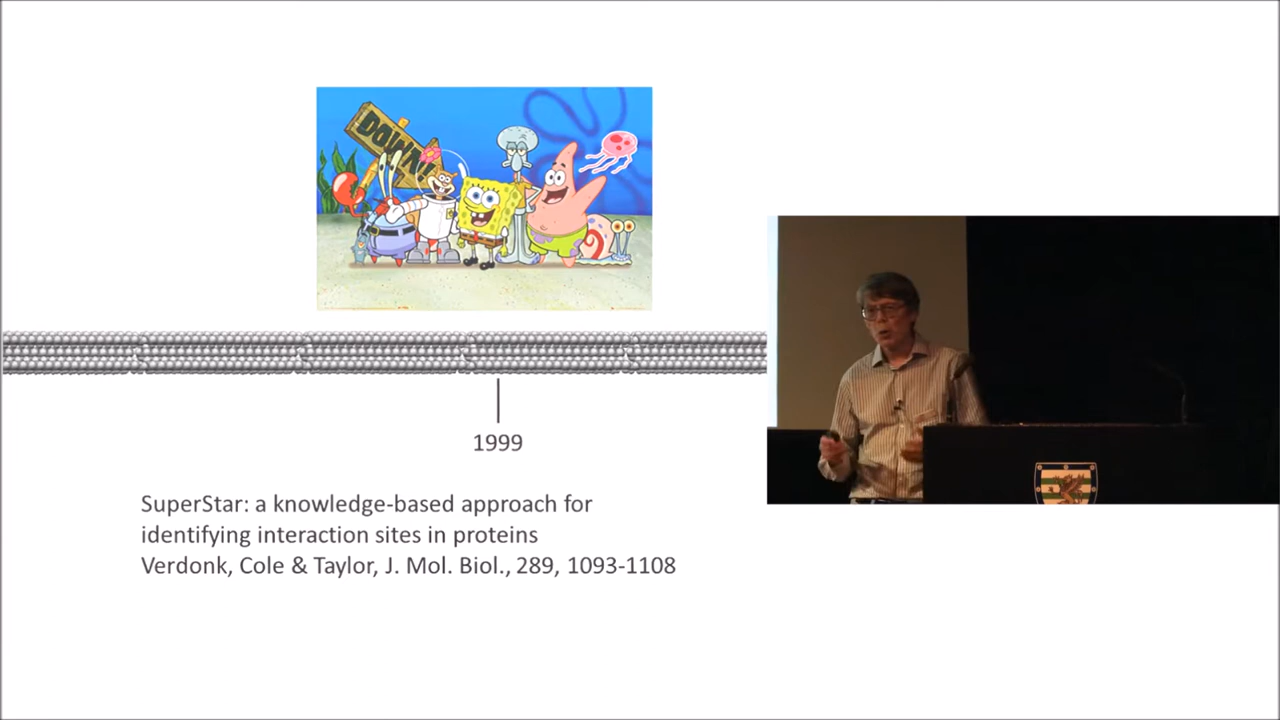 DOWN
1999
SuperStar: a knowledge-based approach for
identifying interaction sites in proteins
Verdonk, Cole & Taylor, J. Mol. Biol., 289, 1093-1108